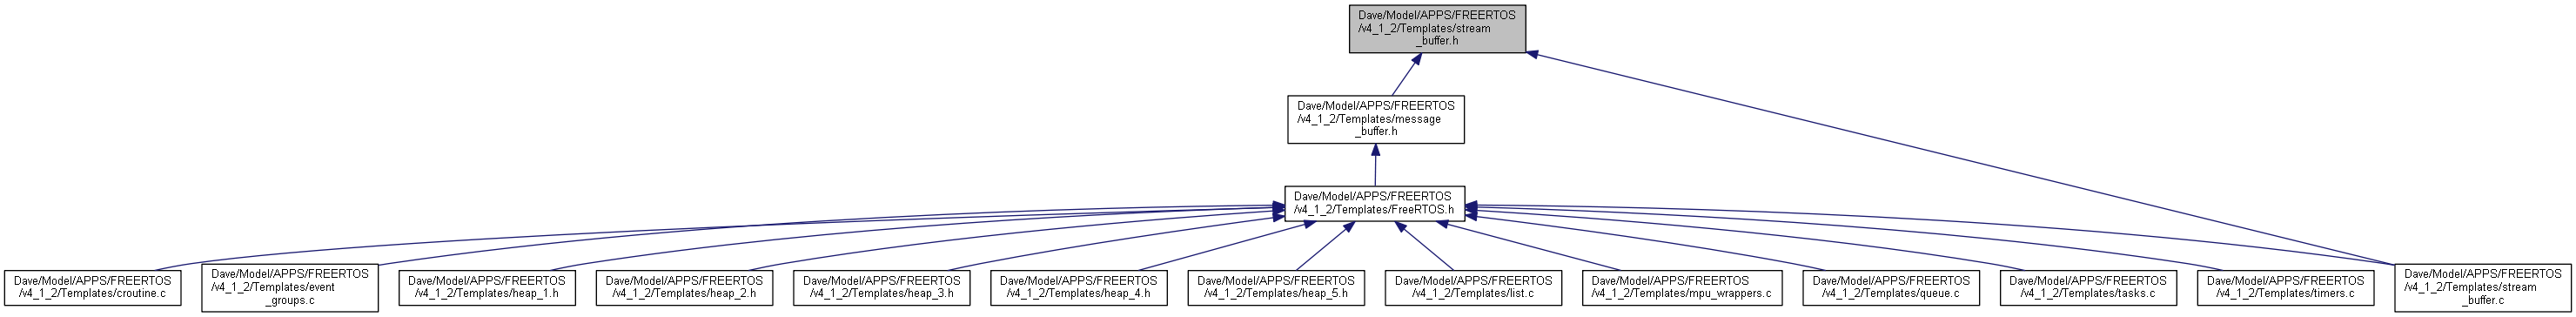 Dave/Model/APPS/FREERTOS
/v4_1_2/Templates/stream
_buffer.h
Dave/Model/APPS/FREERTOS
/v4_1_2/Templates/message
_buffer.h
Dave/Model/APPS/FREERTOS
/v4_1_2/Templates/FreeRTOS.h
Dave/Model/APPS/FREERTOS
/v4_1_2/Templates/croutine.c
Dave/Model/APPS/FREERTOS
/v4_1_2/Templates/event
_groups.c
Dave/Model/APPS/FREERTOS
/v4_1_2/Templates/heap_1.h
Dave/Model/APPS/FREERTOS
/v4_1_2/Templates/heap_2.h
Dave/Model/APPS/FREERTOS
/v4_1_2/Templates/heap_3.h
Dave/Model/APPS/FREERTOS
/v4_1_2/Templates/heap_4.h
Dave/Model/APPS/FREERTOS
/v4_1_2/Templates/heap_5.h
Dave/Model/APPS/FREERTOS
/v4_1_2/Templates/list.c
Dave/Model/APPS/FREERTOS
/v4_1_2/Templates/mpu_wrappers.c
Dave/Model/APPS/FREERTOS
/v4_1_2/Templates/queue.c
Dave/Model/APPS/FREERTOS
/v4_1_2/Templates/tasks.c
Dave/Model/APPS/FREERTOS
/v4_1_2/Templates/timers.c
Dave/Model/APPS/FREERTOS
/v4_1_2/Templates/stream
_buffer.c